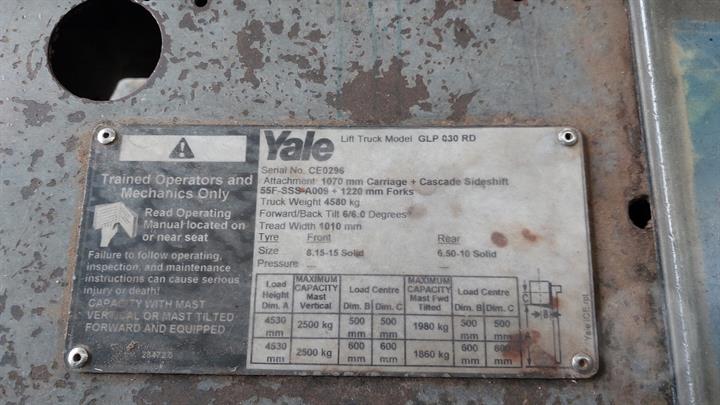 Trained Operators and
Mechanics Only
Read Operating
Manual located on
or near seat
Failure to follow operating,
inspection, and maintenance
instructions can cause serious
injury or death!
CAPACITY WITH MAST
VERTICAL OR MAST TILTED
FORWARD AND EQUIPPED
Yale Lift Truck Model GLP 030 RD
Serial No. CE0296
Attachment 1070 mm Carriage + Cascade Sideshift
55F-SSS-A009 + 1220 mm Forks
Truck Weight 4580 kg
Forward/Back Tilt 6/6.0 Degrees
Tread Width 1010 mm
Tyre Front Rear
Size 8.15-15 Solid 6.50-10 Solid
Pressure __ __
Load Height Dim. A MAXIMUM CAPACITY Mast Vertical Load Centre Dim. B Dim. C MAXIMUM CAPACITY Mast Fwd Tilted Load Centre Dim. B Dim. C
4530 mm 2500 kg 500 mm 500 mm 1980 kg 500 mm 500 mm
4530 mm 2500 kg 600 mm 600 mm 1860 kg 600 mm 600 mm
C
B